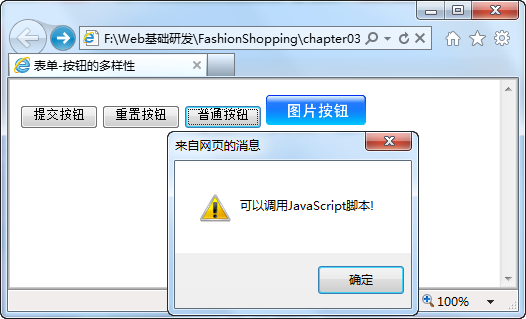 F:\Web基础研发\FashionShopping\chapter03
表单-按钮的多样性
提交按钮 重置按钮 普通按钮 图片按钮
来自网页的消息
可以调用JavaScript脚本!
确定
100%